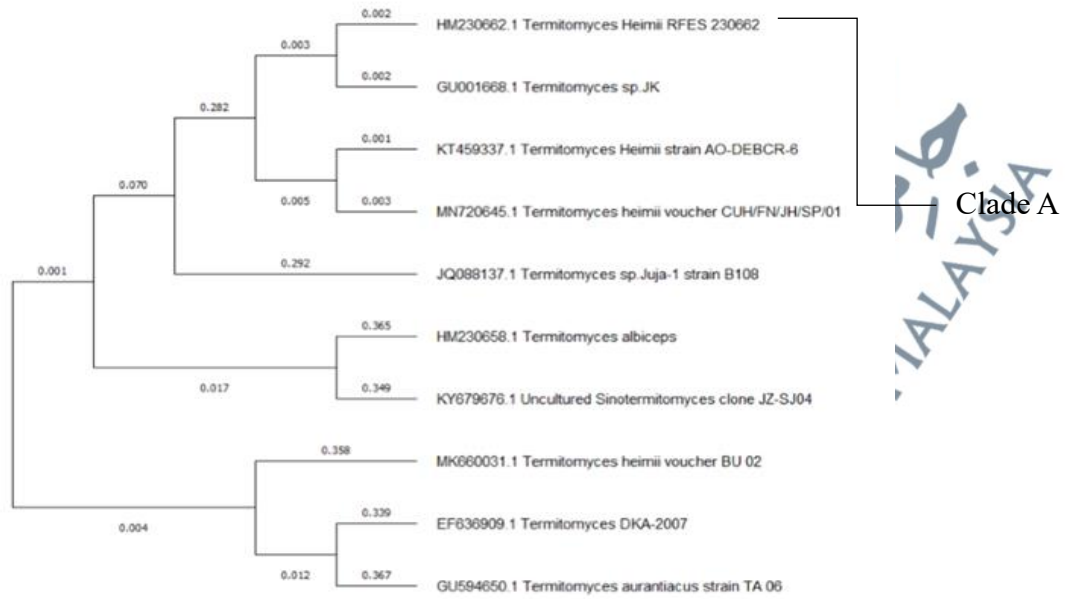 0.002
HM230662.1 Termitomyces Heimii RFES 230662
0.003
0.002
GU001668.1 Termitomyces sp.JK
0.282
0.001
KT459337.1 Termitomyces Heimii strain AO-DEBCR-6
0.070
0.005
0.003
MN720645.1 Termitomyces heimii voucher CUH/FN/JH/SP/01
Clade A
0.001
0.292
JQ088137.1 Termitomyces sp.Juja-1 strain B108
0.365
HM230658.1 Termitomyces albiceps
0.017
0.349
KY679676.1 Uncultured Sinotermitomyces clone JZ-SJ04
MALAYSIA
0.358
MK660031.1 Termitomyces heimii voucher BU 02
0.004
0.339
EF636909.1 Termitomyces DKA-2007
0.012
0.367
GU594650.1 Termitomyces aurantiacus strain TA 06